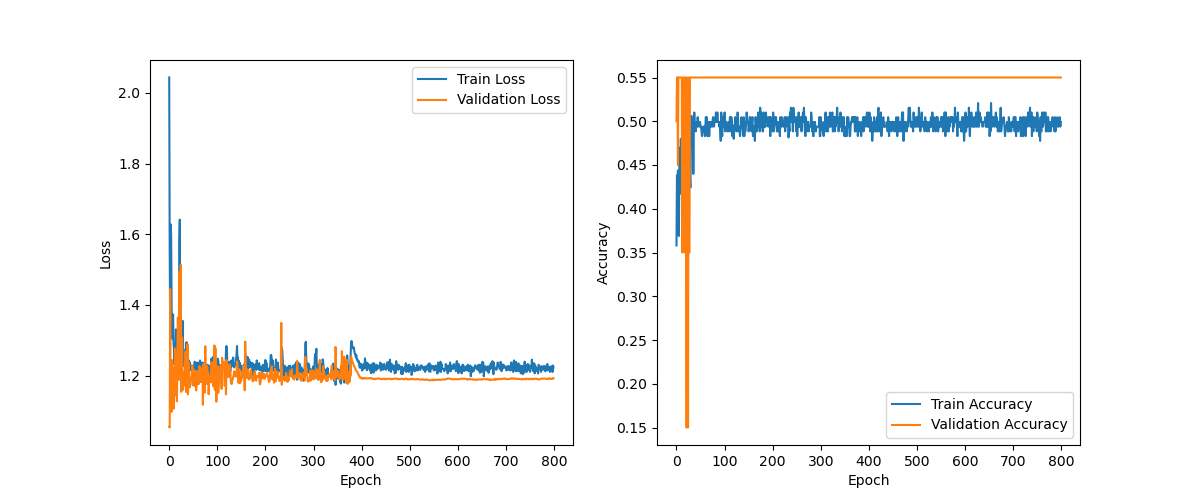 2.0
1.8
1.6
1.4
1.2
0 100 200 300 400 500 600 700 800
Loss
Epoch
Train Loss
Validation Loss
0.55
0.50
0.45
0.40
0.35
0.30
0.25
0.20
0.15
0 100 200 300 400 500 600 700 800
Accuracy
Epoch
Train Accuracy
Validation Accuracy